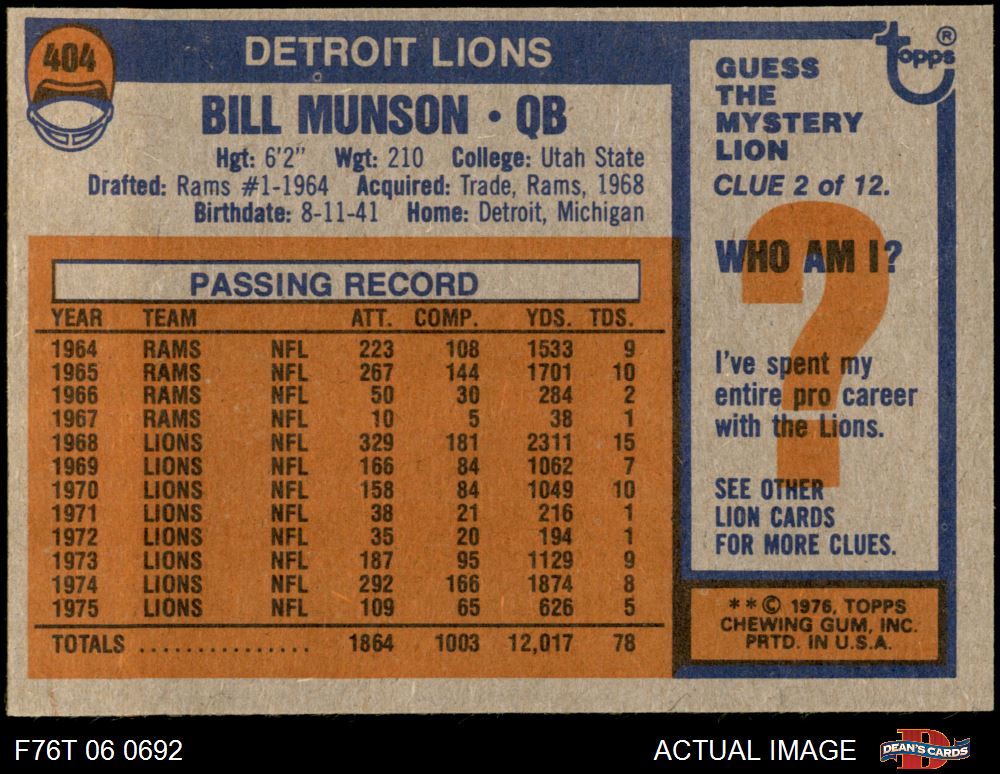 404
DETROIT LIONS
BILL MUNSON • QB
Hgt: 6'2" Wgt: 210 College: Utah State
Drafted: Rams #1-1964 Acquired: Trade, Rams, 1968
Birthdate: 8-11-41 Home: Detroit, Michigan
PASSING RECORD
YEAR TEAM ATT. COMP. YDS. TDS.
1964 RAMS NFL 223 108 1533 9
1965 RAMS NFL 267 144 1701 10
1966 RAMS NFL 50 30 284 2
1967 RAMS NFL 10 5 38 1
1968 LIONS NFL 329 181 2311 15
1969 LIONS NFL 166 84 1062 7
1970 LIONS NFL 158 84 1049 10
1971 LIONS NFL 38 21 216 1
1972 LIONS NFL 35 20 194 1
1973 LIONS NFL 187 95 1129 9
1974 LIONS NFL 292 166 1874 8
1975 LIONS NFL 109 65 626 5
TOTALS ............... 1864 1003 12,017 78
topps ®
GUESS
THE
MYSTERY
LION
CLUE 2 of 12.
WHO AM I?
?
I've spent my
entire pro career
with the Lions.
SEE OTHER
LION CARDS
FOR MORE CLUES.
**© 1976, TOPPS
CHEWING GUM, INC.
PRTD. IN U.S.A.
F76T 06 0692
ACTUAL IMAGE
D
DEAN'S CARDS